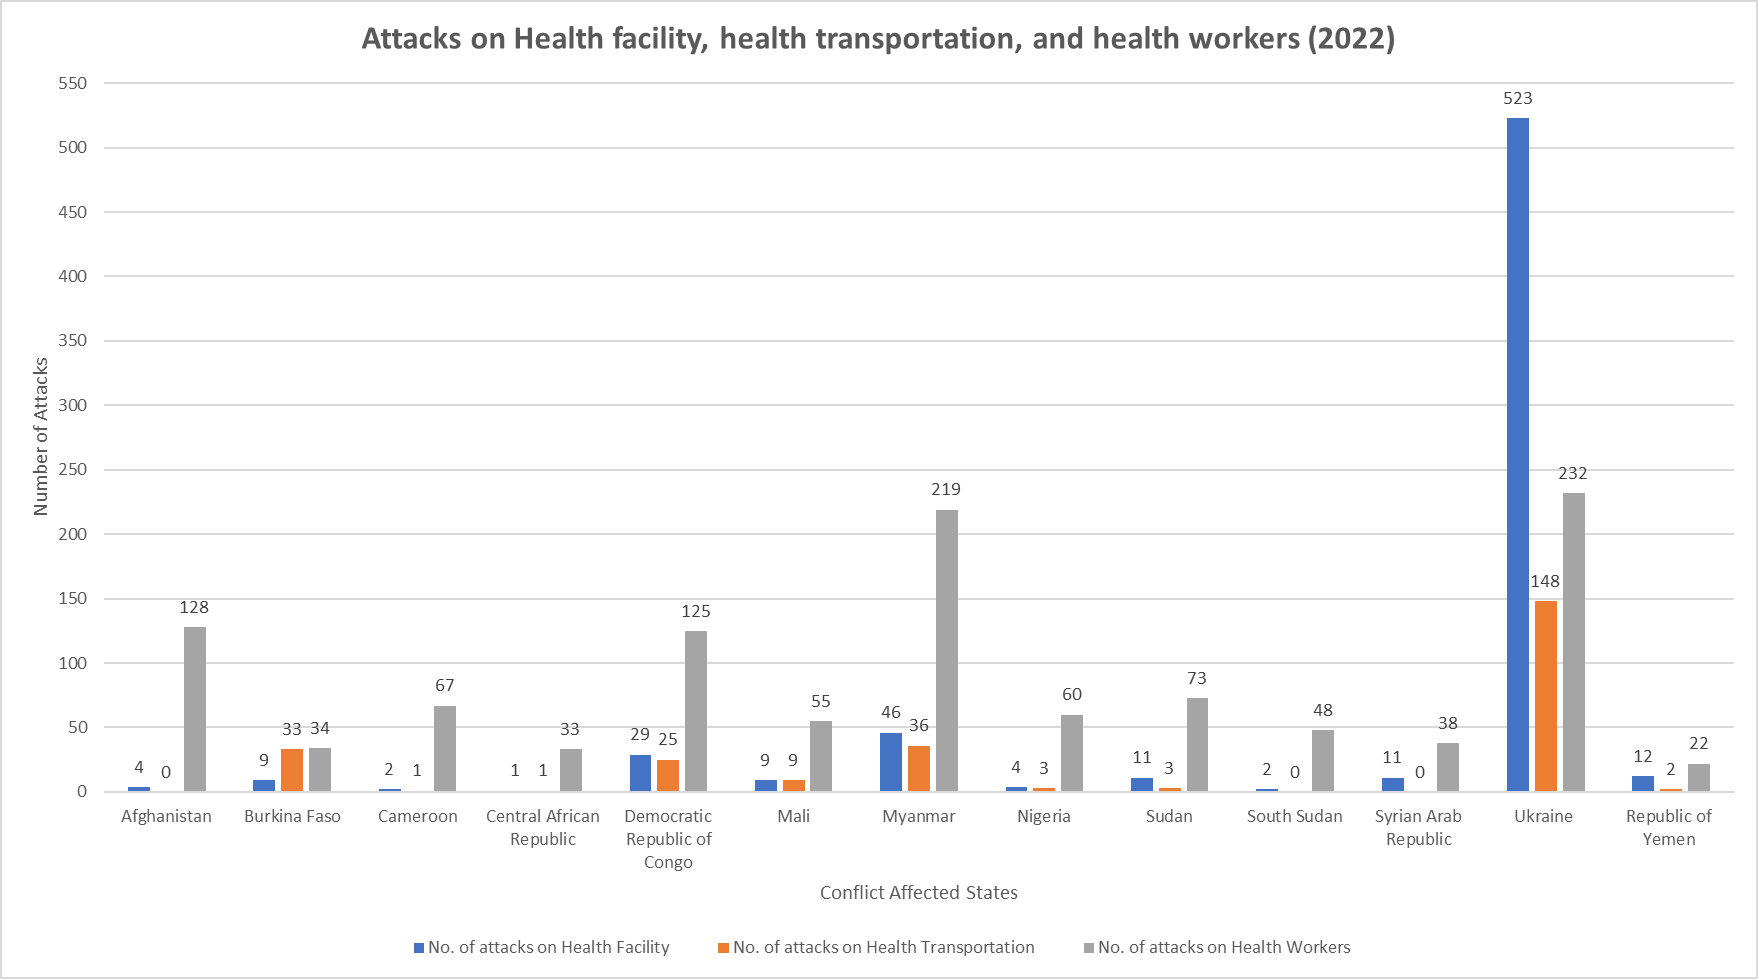 Attacks on Health facility, health transportation, and health workers (2022)
550
500
450
400
350
300
250
200
150
100
50
0
Number of Attacks
4 0 128
9 33 34
2 1 67
1 1 33
29 25 125
9 9 55
46 36 219
4 3 60
11 3 73
2 0 48
11 0 38
523 148 232
12 2 22
Afghanistan
Burkina Faso
Cameroon
Central African
Republic
Democratic
Republic of
Congo
Mali
Myanmar
Nigeria
Sudan
South Sudan
Syrian Arab
Republic
Ukraine
Republic of
Yemen
Conflict Affected States
No. of attacks on Health Facility
No. of attacks on Health Transportation
No. of attacks on Health Workers